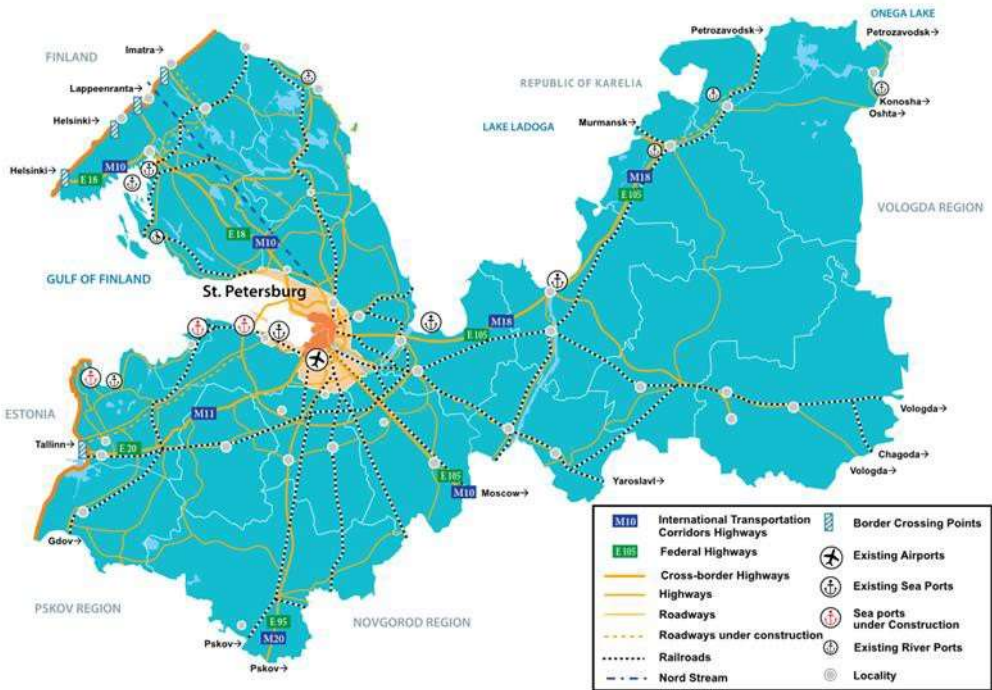 ONEGA LAKE
Petrozavodsk→
Petrozavodsk→
FINLAND
Imatra→
REPUBLIC OF KARELIA
Lappeenranta→
Konosha→
Oshta→
Helsinki→
LAKE LADOGA
Murmansk→
Helsinki→
M10
E 18
M18
E 105
VOLOGDA REGION
E 18
M10
GULF OF FINLAND
St. Petersburg
M18
E 105
ESTONIA
M11
Vologda→
Tallinn→
E 20
Chagoda→
Vologda→
E105
M10
Moscow→
Yaroslavl→
Gdov→
PSKOV REGION
NOVGOROD REGION
E 95
M20
Pskov→
Pskov→
M10
International Transportation
Corridors Highways
E 105
Federal Highways
Cross-border Highways
Highways
Roadways
Roadways under construction
Railroads
Nord Stream
Border Crossing Points
Existing Airports
Existing Sea Ports
Sea ports
under Construction
Existing River Ports
Locality